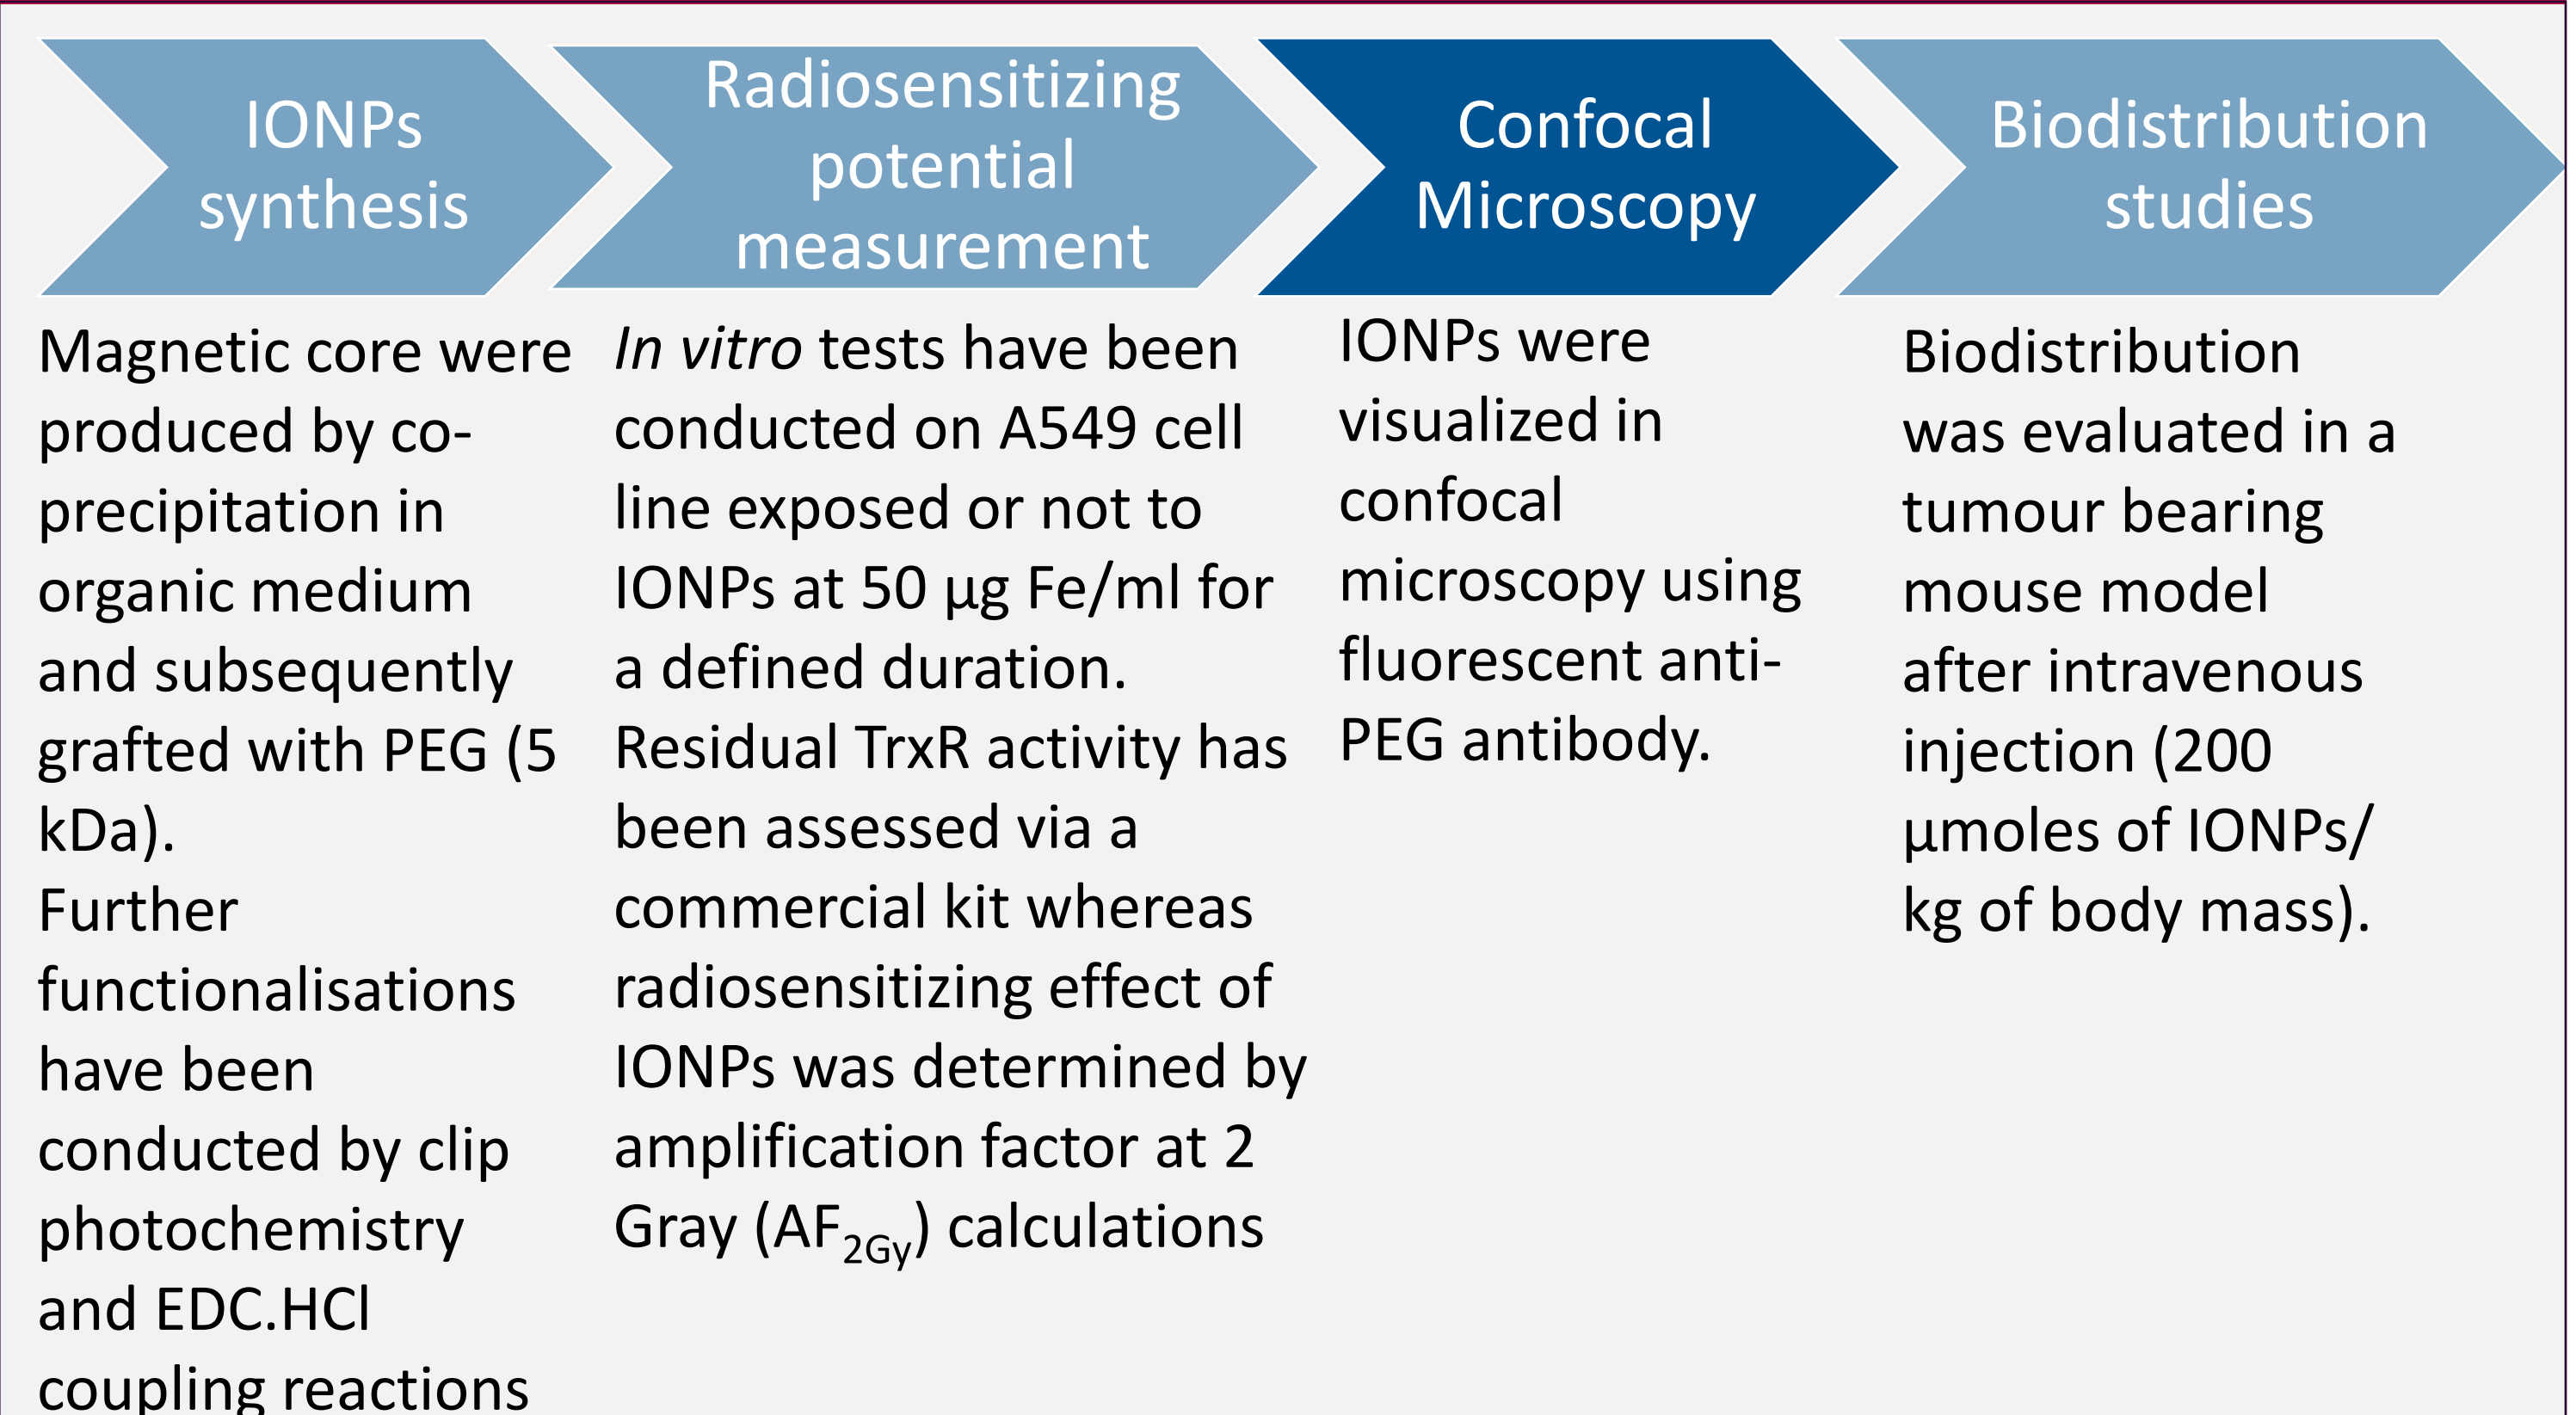 IONPs
synthesis
Radiosensitizing
potential
measurement
Confocal
Microscopy
Biodistribution
studies
Magnetic core were
produced by co-
precipitation in
organic medium
and subsequently
grafted with PEG (5
kDa).
Further
functionalisations
have been
conducted by clip
photochemistry
and EDC.HCl
coupling reactions
In vitro tests have been
conducted on A549 cell
line exposed or not to
IONPs at 50 µg Fe/ml for
a defined duration.
Residual TrxR activity has
been assessed via a
commercial kit whereas
radiosensitizing effect of
IONPs was determined by
amplification factor at 2
Gray (AF2Gy) calculations
IONPs were
visualized in
confocal
microscopy using
fluorescent anti-
PEG antibody.
Biodistribution
was evaluated in a
tumour bearing
mouse model
after intravenous
injection (200
µmoles of IONPs/
kg of body mass).